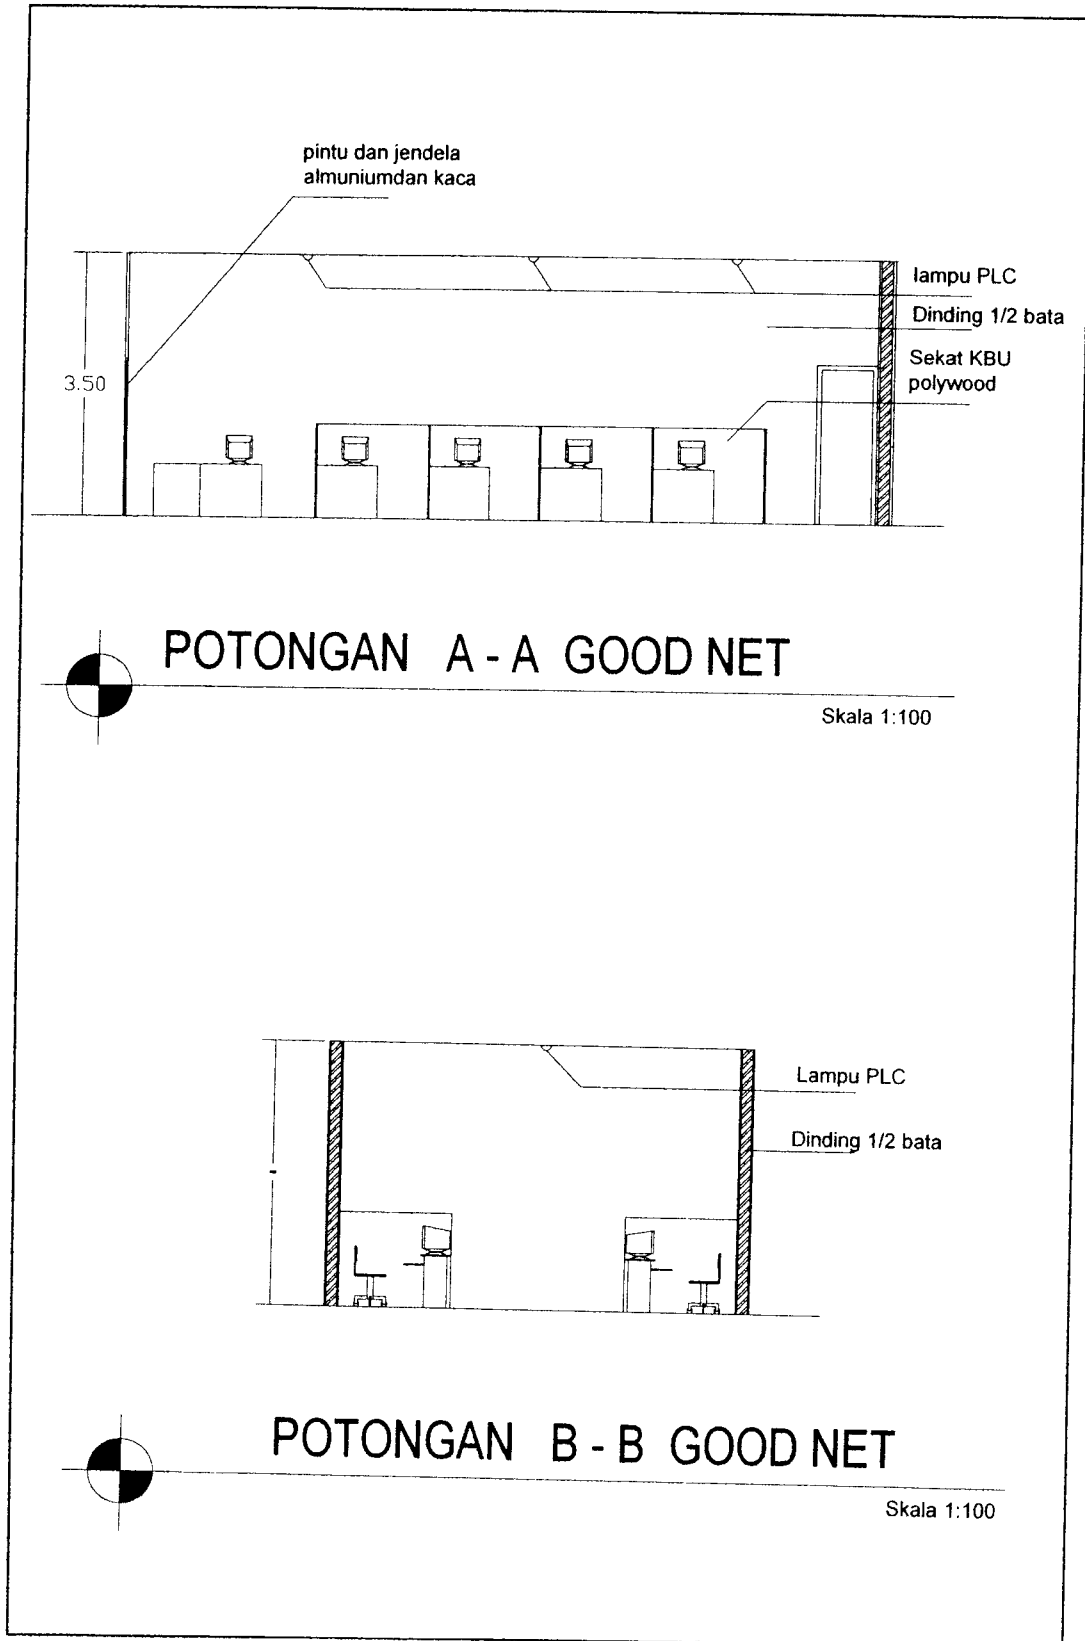 pintu dan jendela
almuniumdan kaca
lampu PLC
Dinding 1/2 bata
Sekat KBU
polywood
3.50
POTONGAN A - A GOOD NET
Skala 1:100
Lampu PLC
Dinding 1/2 bata
POTONGAN B - B GOOD NET
Skala 1:100